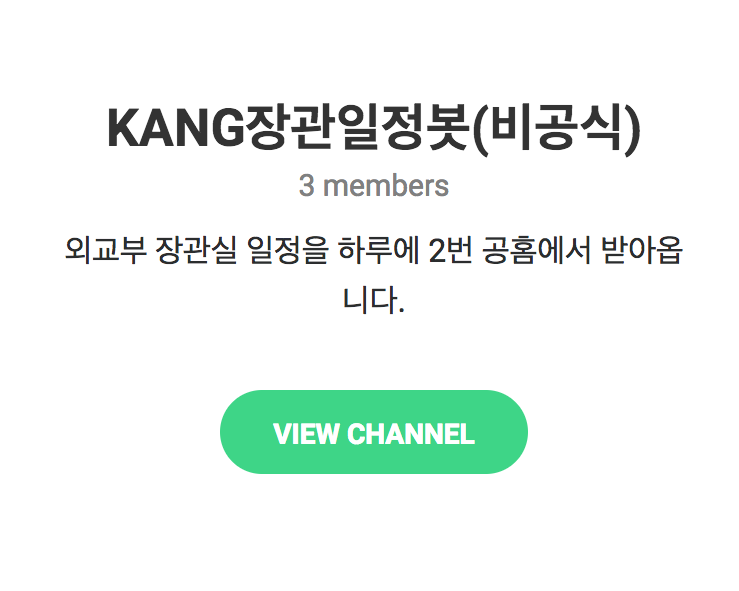 KANG장관일정봇(비공식)
3 members
외교부 장관실 일정을 하루에 2번 공홈에서 받아옵
니다.
VIEW CHANNEL